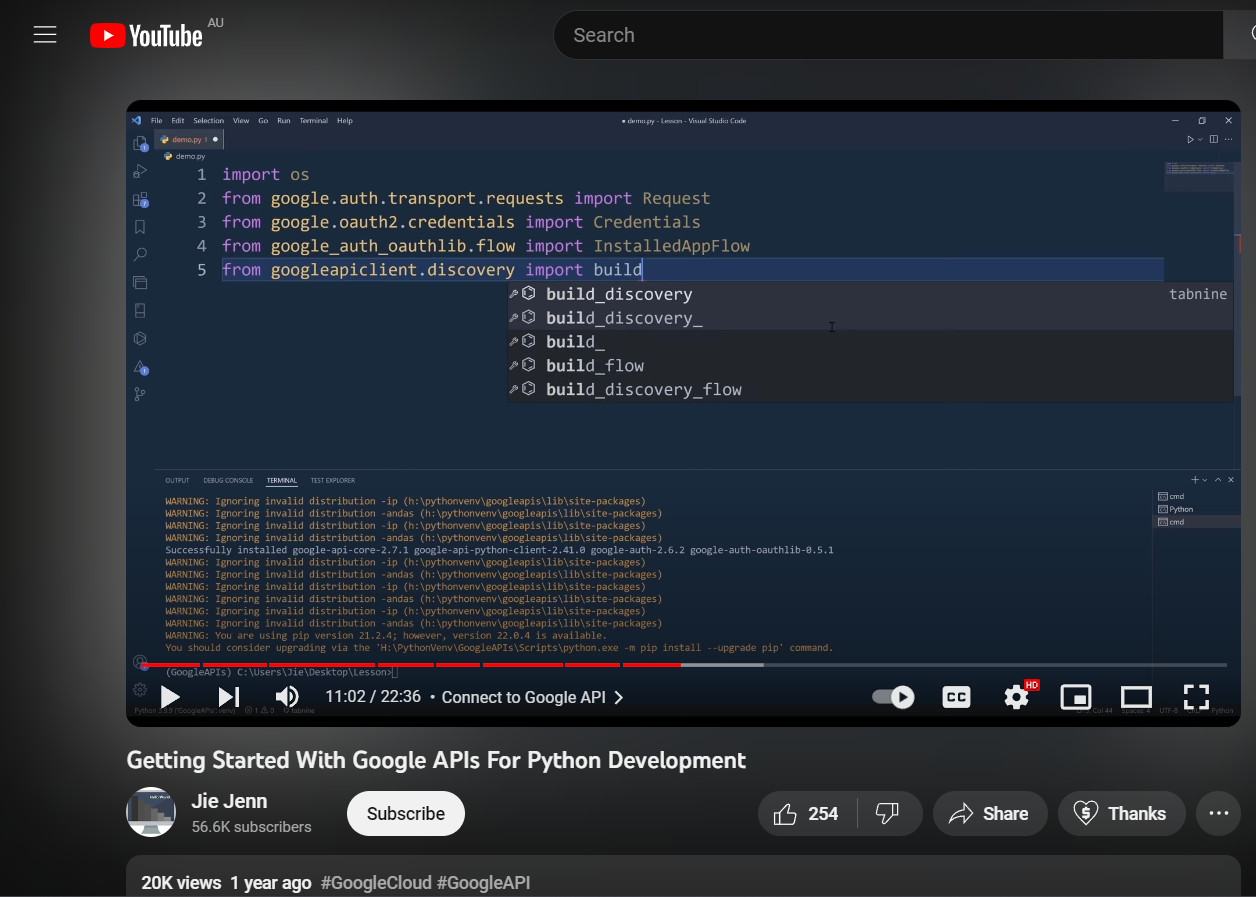 YouTube AU
Search
File Edit Selection View Go Run Terminal Help
● demo.py - Lesson - Visual Studio Code
demo.py 1 ●
demo.py
1 import os
2 from google.auth.transport.requests import Request
3 from google.oauth2.credentials import Credentials
4 from google_auth_oauthlib.flow import InstalledAppFlow
5 from googleapiclient.discovery import build
build_discovery tabnine
build_discovery_
build_
build_flow
build_discovery_flow
OUTPUT DEBUG CONSOLE TERMINAL TEST EXPLORER
cmd
Python
cmd
WARNING: Ignoring invalid distribution -ip (h:\pythonvenv\googleapis\lib\site-packages)
WARNING: Ignoring invalid distribution -andas (h:\pythonvenv\googleapis\lib\site-packages)
WARNING: Ignoring invalid distribution -ip (h:\pythonvenv\googleapis\lib\site-packages)
WARNING: Ignoring invalid distribution -andas (h:\pythonvenv\googleapis\lib\site-packages)
Successfully installed google-api-core-2.7.1 google-api-python-client-2.41.0 google-auth-2.6.2 google-auth-oauthlib-0.5.1
WARNING: Ignoring invalid distribution -ip (h:\pythonvenv\googleapis\lib\site-packages)
WARNING: Ignoring invalid distribution -andas (h:\pythonvenv\googleapis\lib\site-packages)
WARNING: Ignoring invalid distribution -ip (h:\pythonvenv\googleapis\lib\site-packages)
WARNING: Ignoring invalid distribution -andas (h:\pythonvenv\googleapis\lib\site-packages)
WARNING: Ignoring invalid distribution -ip (h:\pythonvenv\googleapis\lib\site-packages)
WARNING: Ignoring invalid distribution -andas (h:\pythonvenv\googleapis\lib\site-packages)
WARNING: You are using pip version 21.2.4; however, version 22.0.4 is available.
You should consider upgrading via the 'H:\PythonVenv\GoogleAPIs\Scripts\python.exe -m pip install --upgrade pip' command.
(GoogleAPIs) C:\Users\Jie\Desktop\Lesson>
11:02 / 22:36 • Connect to Google API
CC
HD
tabnine
Col 44
UTF-8
Python
Getting Started With Google APIs For Python Development
Jie Jenn
56.6K subscribers
Subscribe
254
Share
Thanks
20K views 1 year ago #GoogleCloud #GoogleAPI